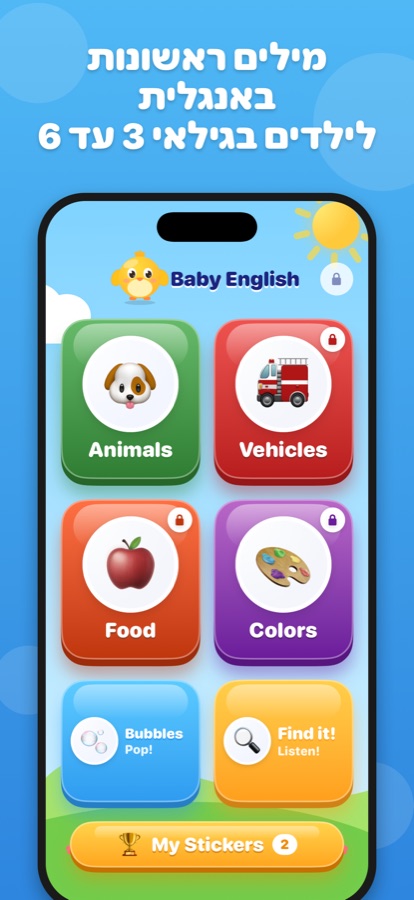 מילים ראשונות
באנגלית
לילדים בגילאי 3 עד 6
Baby English
Animals
Vehicles
Food
Colors
Bubbles
Pop!
Find it!
Listen!
My Stickers 2